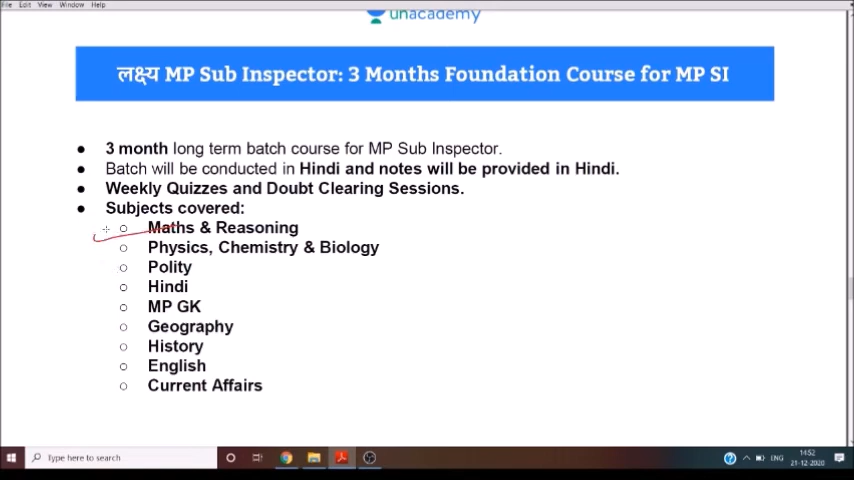 File Edit View Window Help
unacademy
लक्ष्य MP Sub Inspector: 3 Months Foundation Course for MP SI
● 3 month long term batch course for MP Sub Inspector.
● Batch will be conducted in Hindi and notes will be provided in Hindi.
● Weekly Quizzes and Doubt Clearing Sessions.
● Subjects covered:
○ Maths & Reasoning
○ Physics, Chemistry & Biology
○ Polity
○ Hindi
○ MP GK
○ Geography
○ History
○ English
○ Current Affairs
Type here to search
ENG
14:52
21-12-2020